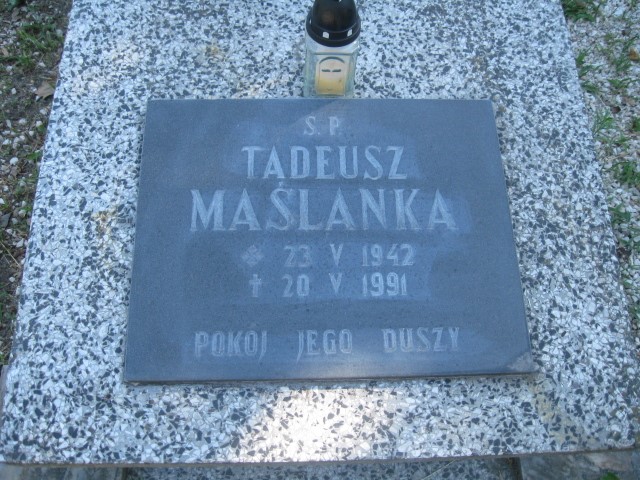 Ś. P.
TADEUSZ
MAŚLANKA
* 23 V 1942
† 20 V 1991
POKÓJ JEGO DUSZY